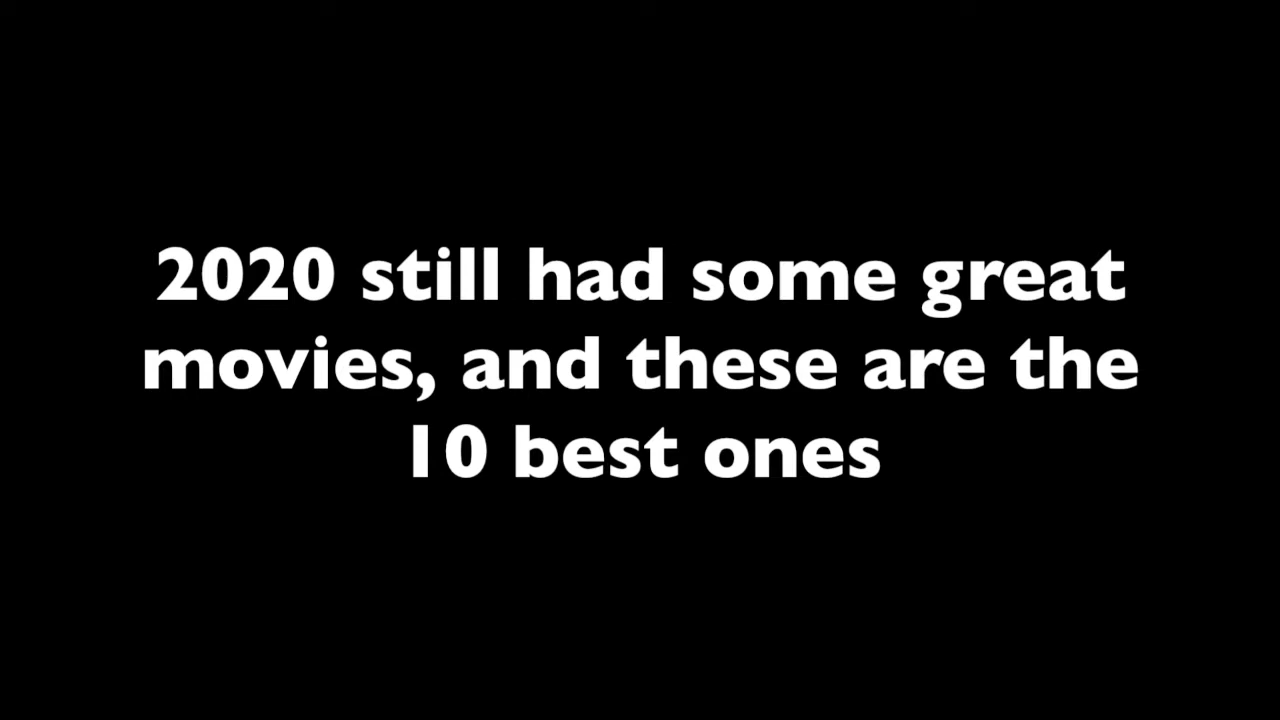 2020 still had some great
movies, and these are the
10 best ones